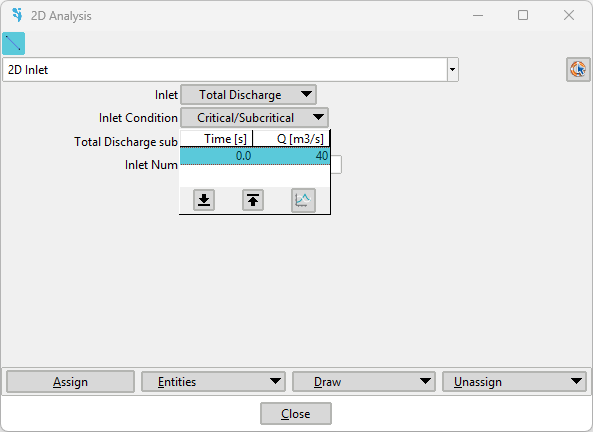 2D Analysis
2D Inlet
Inlet Total Discharge
Inlet Condition Critical/Subcritical
Total Discharge sub Time [s] Q [m3/s]
0.0 40
Inlet Num
Assign Entities Draw Unassign
Close